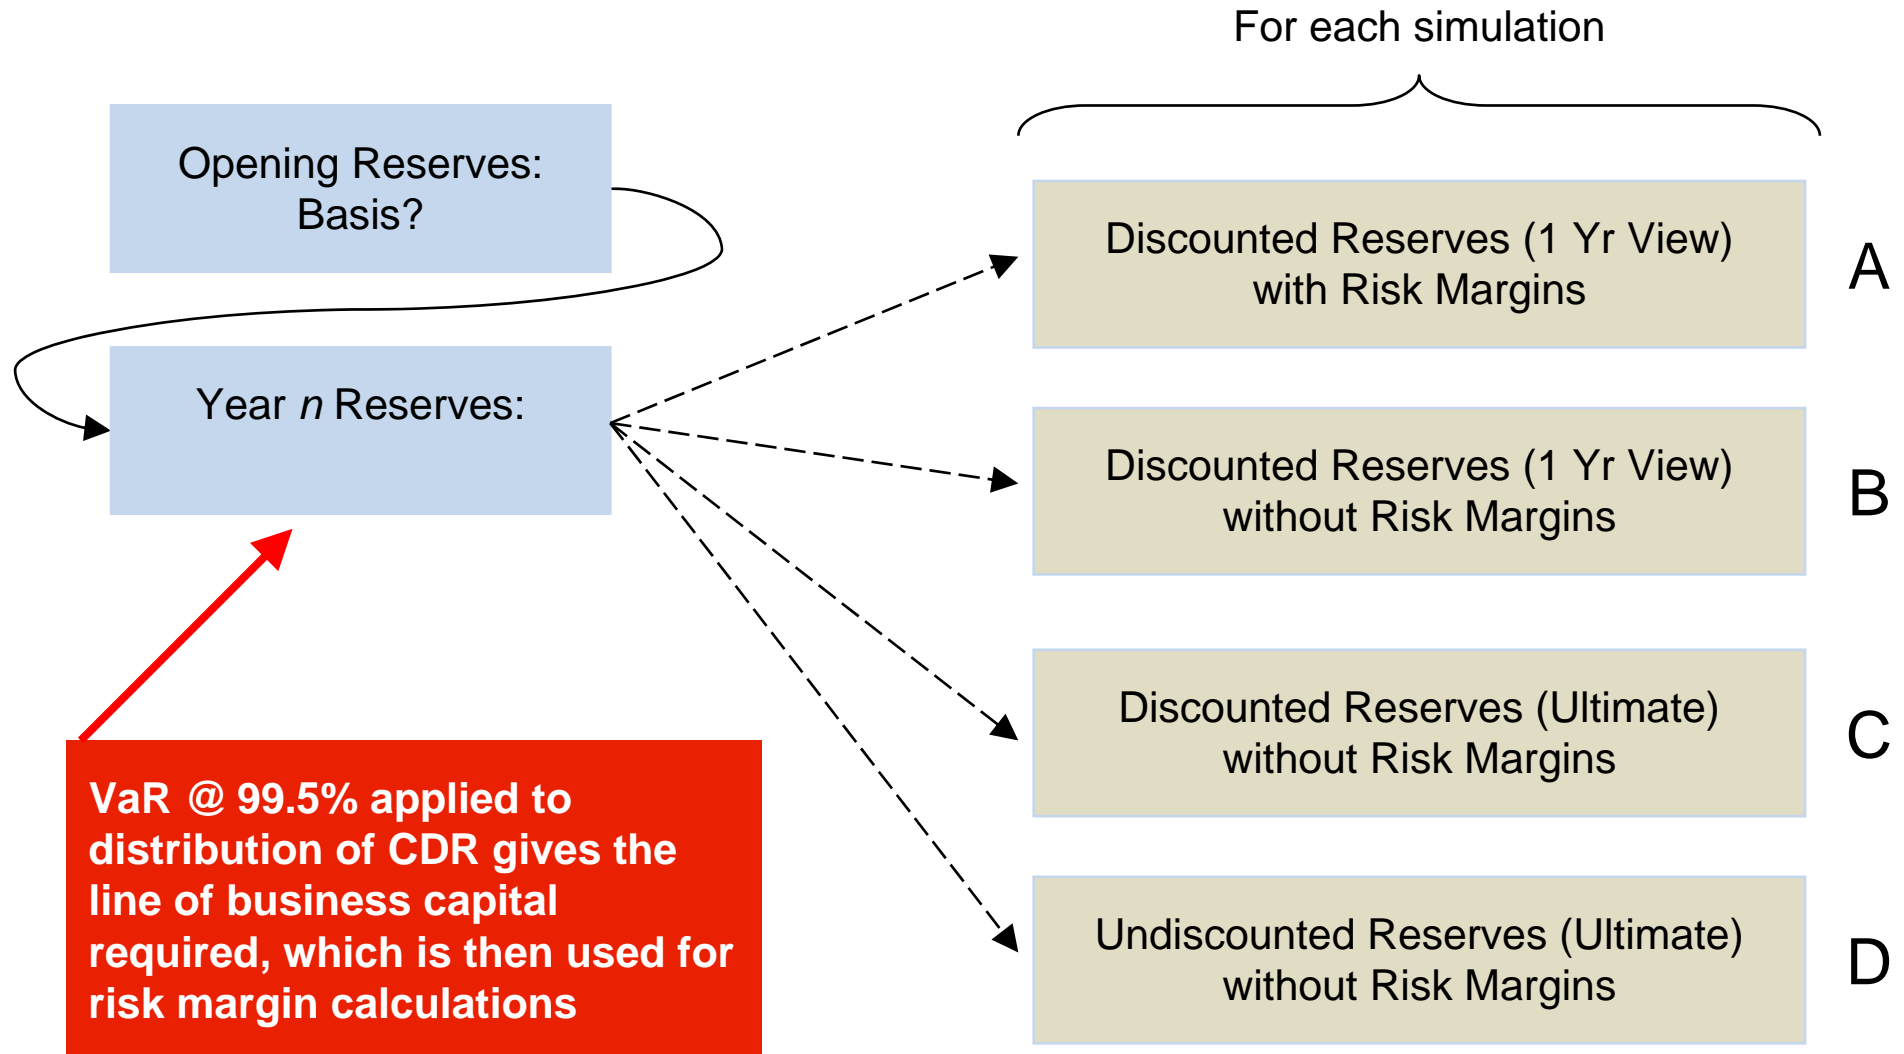 For each simulation
Opening Reserves:
Basis?
Year n Reserves:
VaR @ 99.5% applied to
distribution of CDR gives the
line of business capital
required, which is then used for
risk margin calculations
Discounted Reserves (1 Yr View)
with Risk Margins
A
Discounted Reserves (1 Yr View)
without Risk Margins
B
Discounted Reserves (Ultimate)
without Risk Margins
C
Undiscounted Reserves (Ultimate)
without Risk Margins
D